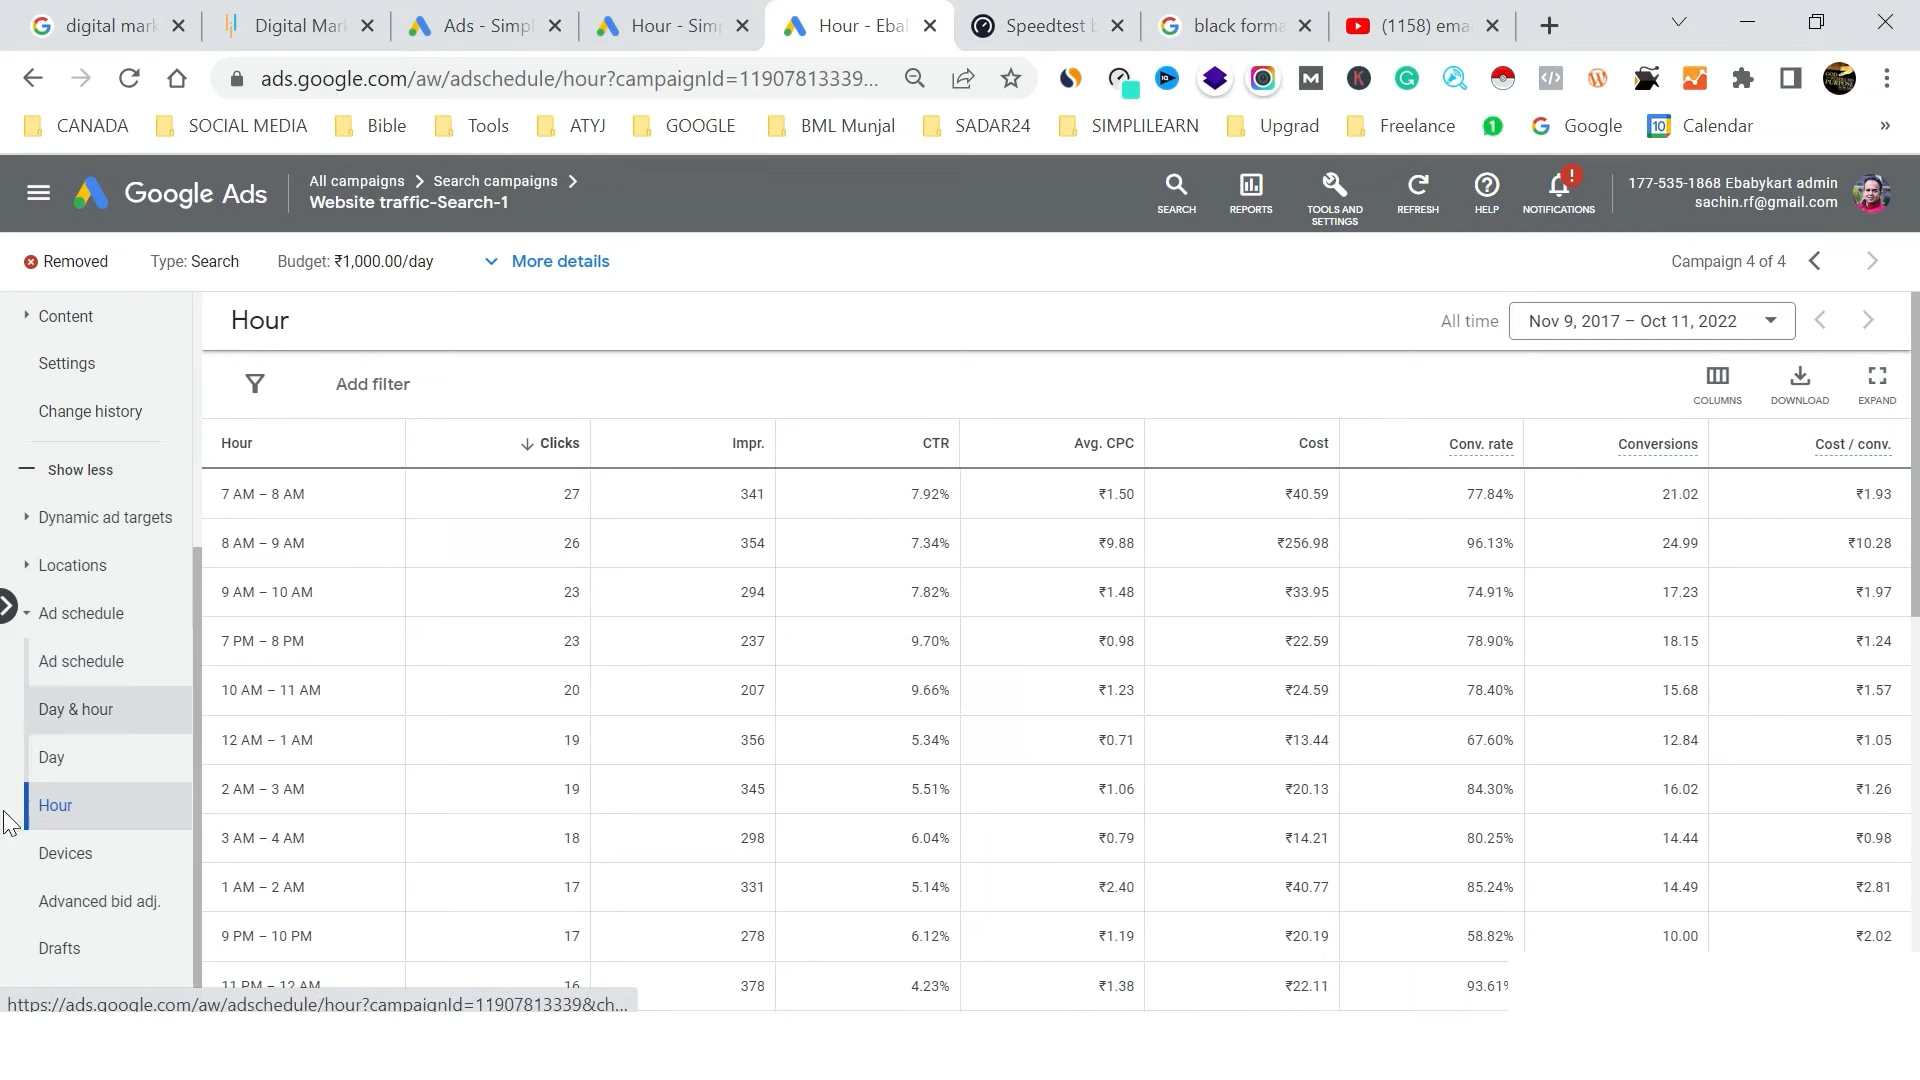 digital mark
Digital Mark
Ads - Simpl
Hour - Sim
Hour - Ebab
Speedtest b
black forma
(1158) ema
ads.google.com/aw/adschedule/hour?campaignId=11907813339...
CANADA
SOCIAL MEDIA
Bible
Tools
ATYJ
GOOGLE
BML Munjal
SADAR24
SIMPLILEARN
Upgrad
Freelance
1
Google
10
Calendar
»
Google Ads
All campaigns
Search campaigns
Website traffic-Search-1
SEARCH
REPORTS
TOOLS AND
SETTINGS
REFRESH
HELP
NOTIFICATIONS
177-535-1868 Ebabykart admin
sachin.rf@gmail.com
Removed
Type: Search
Budget: ₹1,000.00/day
More details
Campaign 4 of 4
Content
Settings
Change history
Show less
Dynamic ad targets
Locations
Ad schedule
Ad schedule
Day & hour
Day
Hour
Devices
Advanced bid adj.
Drafts
Hour
All time
Nov 9, 2017 – Oct 11, 2022
Add filter
COLUMNS
DOWNLOAD
EXPAND
Hour Clicks Impr. CTR Avg. CPC Cost Conv. rate Conversions Cost / conv.
7 AM – 8 AM 27 341 7.92% ₹1.50 ₹40.59 77.84% 21.02 ₹1.93
8 AM – 9 AM 26 354 7.34% ₹9.88 ₹256.98 96.13% 24.99 ₹10.28
9 AM – 10 AM 23 294 7.82% ₹1.48 ₹33.95 74.91% 17.23 ₹1.97
7 PM – 8 PM 23 237 9.70% ₹0.98 ₹22.59 78.90% 18.15 ₹1.24
10 AM – 11 AM 20 207 9.66% ₹1.23 ₹24.59 78.40% 15.68 ₹1.57
12 AM – 1 AM 19 356 5.34% ₹0.71 ₹13.44 67.60% 12.84 ₹1.05
2 AM – 3 AM 19 345 5.51% ₹1.06 ₹20.13 84.30% 16.02 ₹1.26
3 AM – 4 AM 18 298 6.04% ₹0.79 ₹14.21 80.25% 14.44 ₹0.98
1 AM – 2 AM 17 331 5.14% ₹2.40 ₹40.77 85.24% 14.49 ₹2.81
9 PM – 10 PM 17 278 6.12% ₹1.19 ₹20.19 58.82% 10.00 ₹2.02
11 PM – 12 AM 16 378 4.23% ₹1.38 ₹22.11 93.61%
https://ads.google.com/aw/adschedule/hour?campaignId=11907813339&ch...